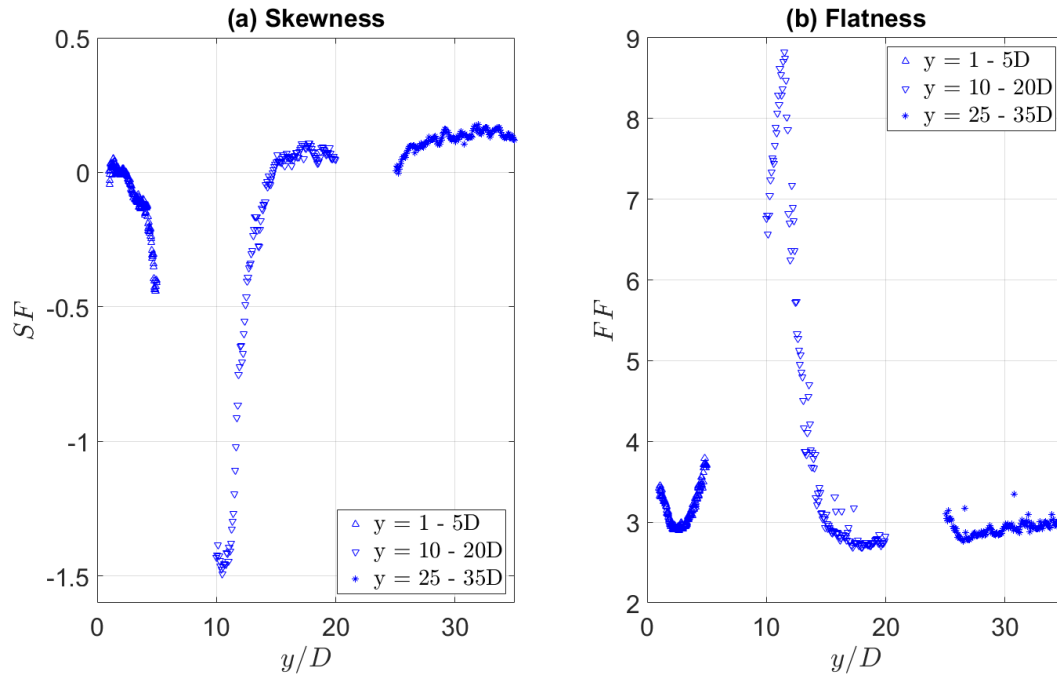 (a) Skewness
0.5
0
-0.5
-1
-1.5
SF
0 10 20 30
y/D
y = 1 - 5D
y = 10 - 20D
y = 25 - 35D
(b) Flatness
9
8
7
6
5
4
3
2
FF
0 10 20 30
y/D
y = 1 - 5D
y = 10 - 20D
y = 25 - 35D